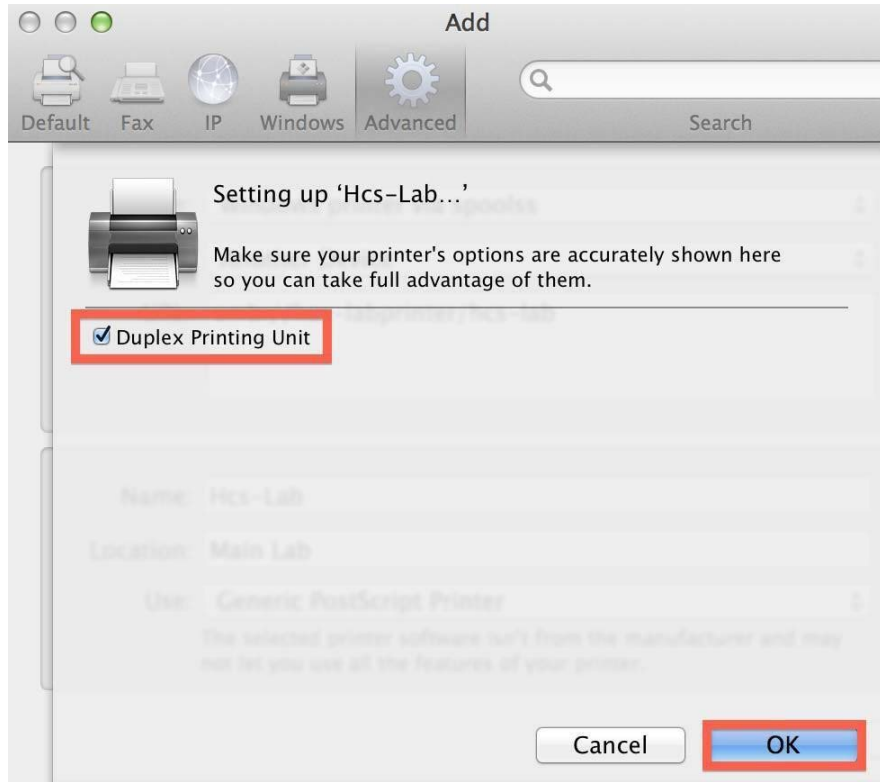 Add
Default Fax IP Windows Advanced Search
Setting up ‘Hcs-Lab...’
Make sure your printer's options are accurately shown here
so you can take full advantage of them.
Duplex Printing Unit
Name: Hcs-Lab
Location: Main Lab
Use: Generic PostScript Printer
The selected printer software isn't from the manufacturer and may
not let you use all the features of your printer.
Cancel OK